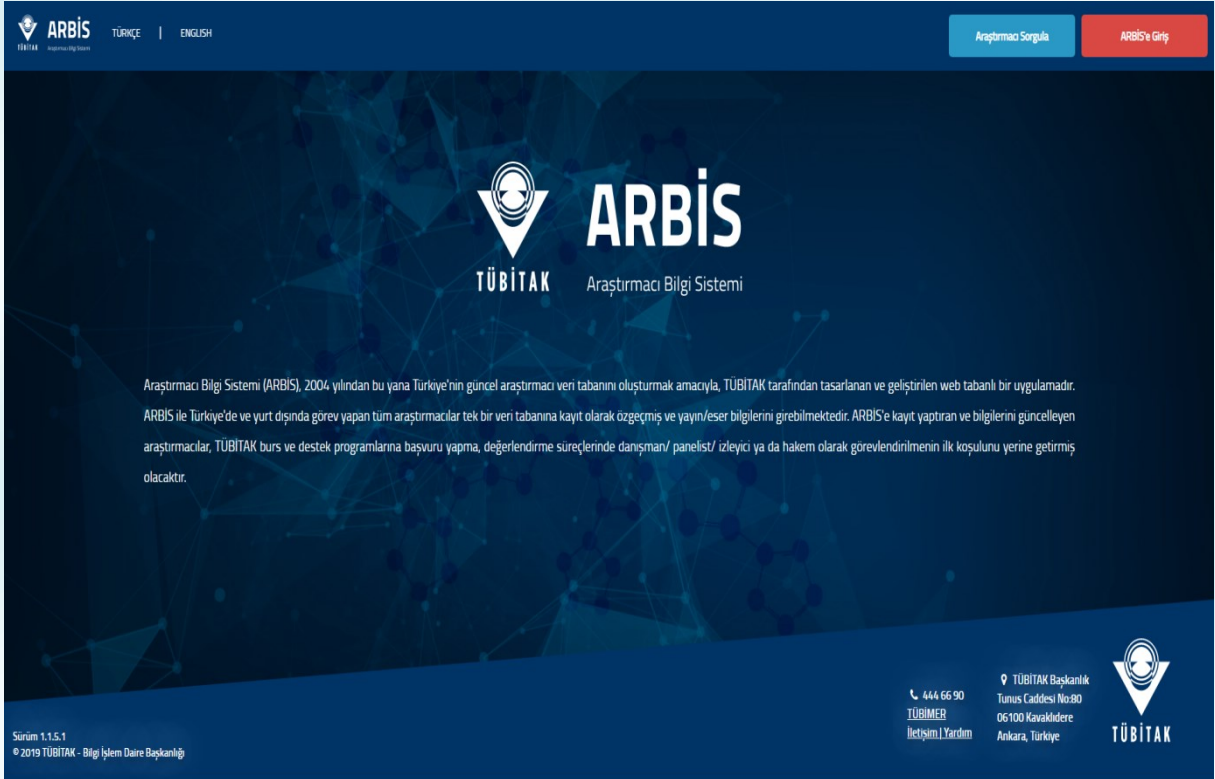 ARBİS
TÜRKÇE | ENGLISH
Araştırmacı Sorgula
ARBİS'e Giriş
TÜBİTAK
Araştırmacı Bilgi Sistemi
ARBİS
TÜBİTAK
Araştırmacı Bilgi Sistemi
Araştırmacı Bilgi Sistemi (ARBİS), 2004 yılından bu yana Türkiye'nin güncel araştırmacı veri tabanını oluşturmak amacıyla, TÜBİTAK tarafından tasarlanan ve geliştirilen web tabanlı bir uygulamadır.
ARBİS ile Türkiye'de ve yurt dışında görev yapan tüm araştırmacılar tek bir veri tabanına kayıt olarak özgeçmiş ve yayın/eser bilgilerini girebilmektedir. ARBİS'e kayıt yaptıran ve bilgilerini güncelleyen
araştırmacılar, TÜBİTAK burs ve destek programlarına başvuru yapma, değerlendirme süreçlerinde danışman/ panelist/ izleyici ya da hakem olarak görevlendirilmenin ilk koşulunu yerine getirmiş
olacaktır.
444 66 90
TÜBİMER
İletişim | Yardım
TÜBİTAK Başkanlık
Tunus Caddesi No:80
06100 Kavaklıdere
Ankara, Türkiye
TÜBİTAK
Sürüm 1.1.5.1
© 2019 TÜBİTAK - Bilgi İşlem Daire Başkanlığı